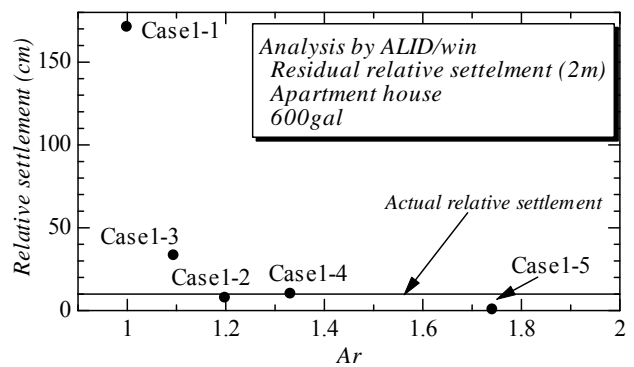 150
100
50
0
Relative settlement (cm)
Case1-1
Analysis by ALID/win
Residual relative settelment (2m)
Apartment house
600gal
Actual relative settlement
Case1-3
Case1-2
Case1-4
Case1-5
1
1.2
1.4
1.6
1.8
2
Ar